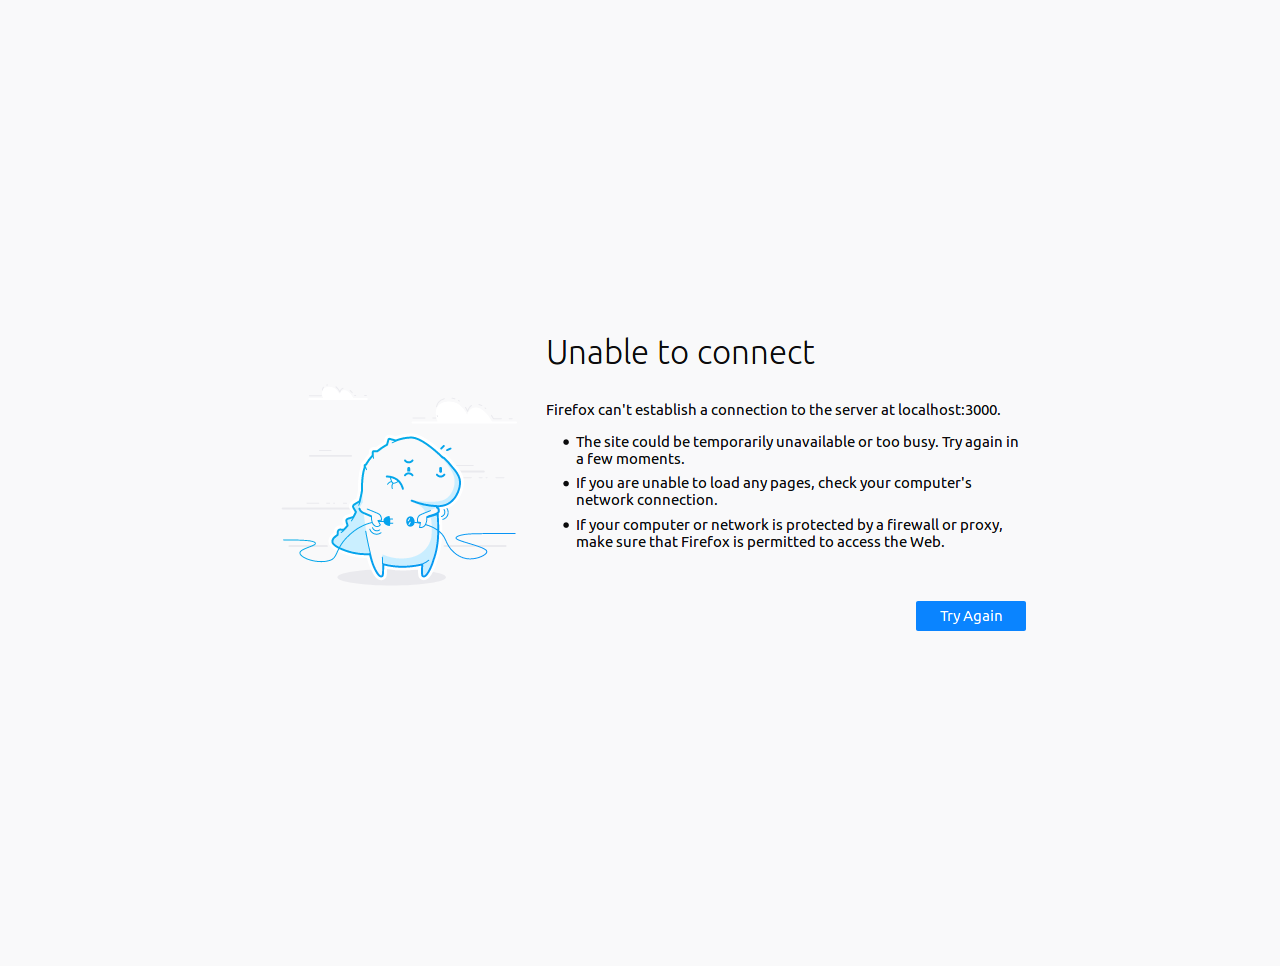 Unable to connect
Firefox can't establish a connection to the server at localhost:3000.
The site could be temporarily unavailable or too busy. Try again in
a few moments.
If you are unable to load any pages, check your computer's
network connection.
If your computer or network is protected by a firewall or proxy,
make sure that Firefox is permitted to access the Web.
Try Again